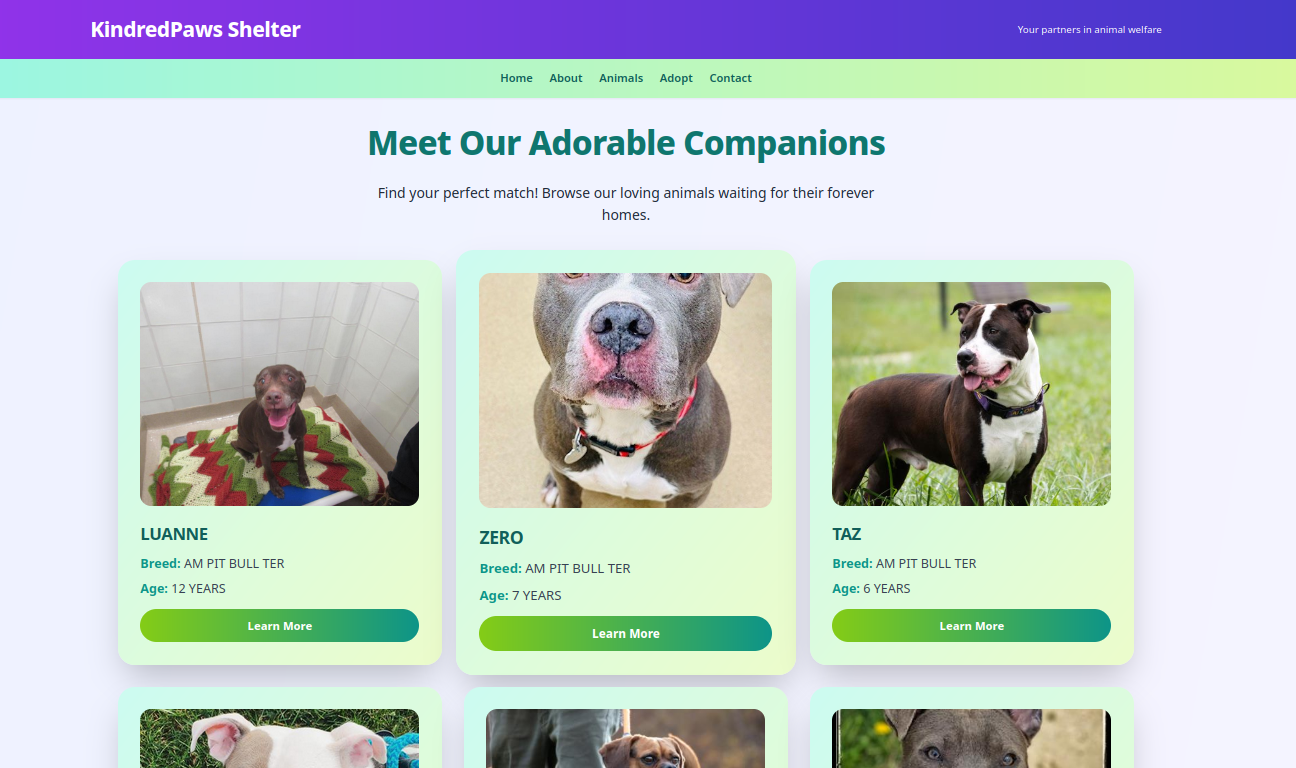 KindredPaws Shelter
Your partners in animal welfare
Home About Animals Adopt Contact
Meet Our Adorable Companions
Find your perfect match! Browse our loving animals waiting for their forever
homes.
LUANNE
Breed: AM PIT BULL TER
Age: 12 YEARS
Learn More
ZERO
Breed: AM PIT BULL TER
Age: 7 YEARS
Learn More
TAZ
Breed: AM PIT BULL TER
Age: 6 YEARS
Learn More